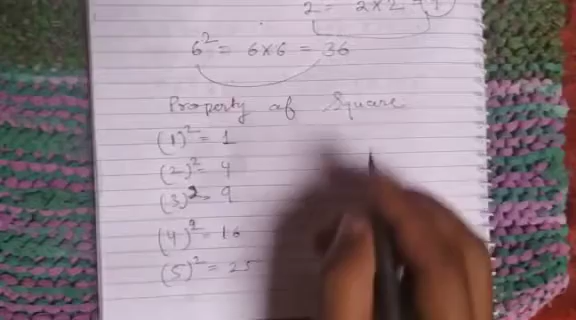 2 = 2 × 2 =
6² = 6 × 6 = 36
Property of Square
(1)² = 1
(2)² = 4
(3)² = 9
(4)² = 16
(5)² = 25